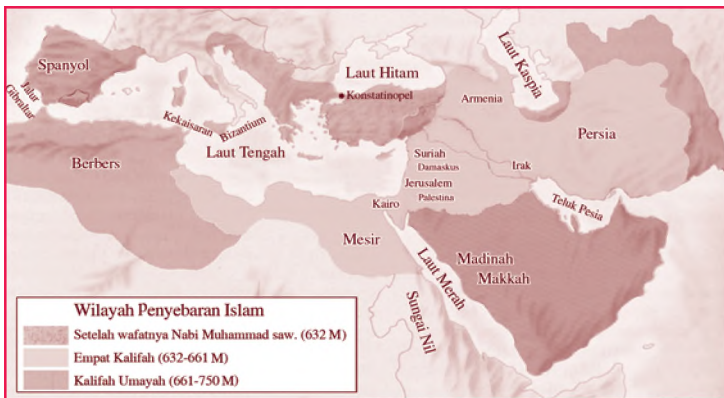 Spanyol
Jalur
Gibraltar
Laut Hitam
Konstatinopel
Laut Kaspia
Armenia
Kekaisaran Bizantium
Laut Tengah
Berbers
Persia
Suriah
Damaskus
Irak
Jerusalem
Palestina
Kairo
Teluk Pesia
Mesir
Laut Merah
Madinah
Makkah
Sungai Nil
Wilayah Penyebaran Islam
Setelah wafatnya Nabi Muhammad saw. (632 M)
Empat Kalifah (632-661 M)
Kalifah Umayah (661-750 M)